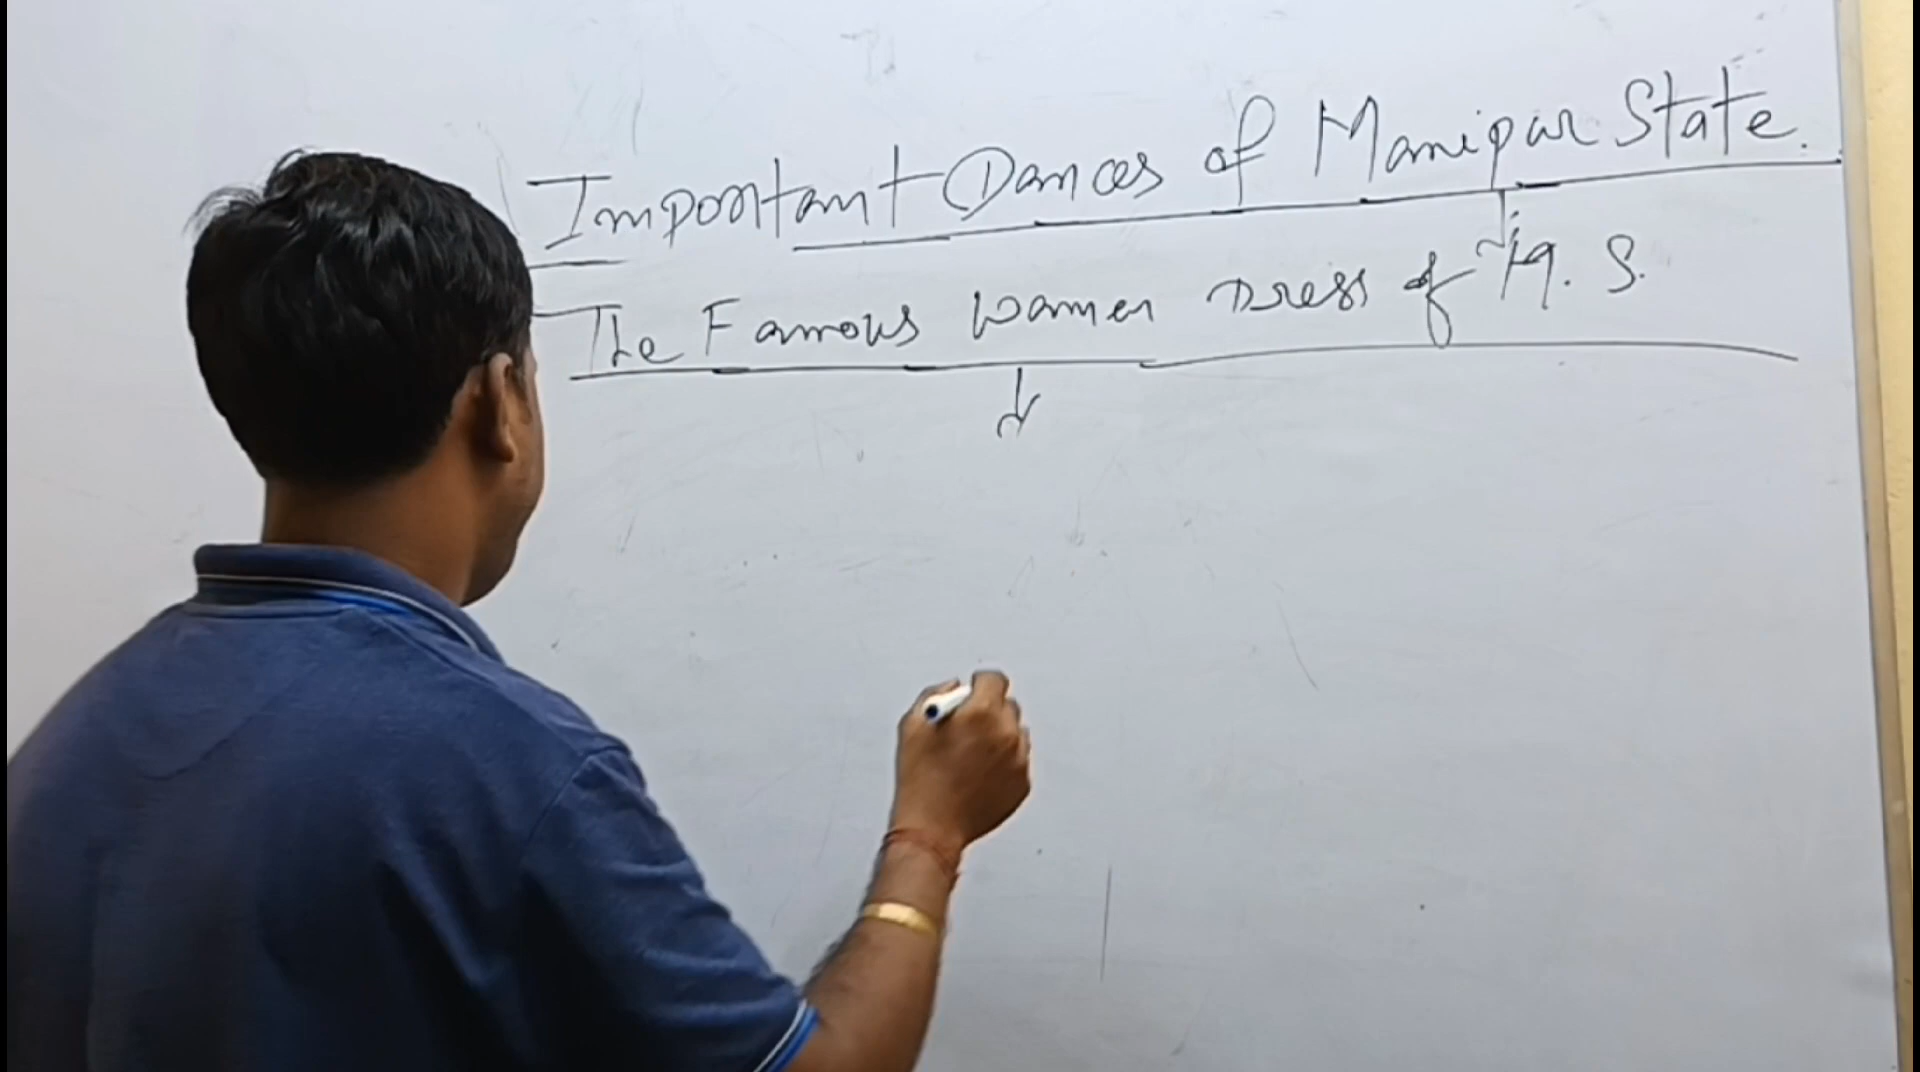 Important Dances of Manipur State.
The Famous Women Dress of M. S.